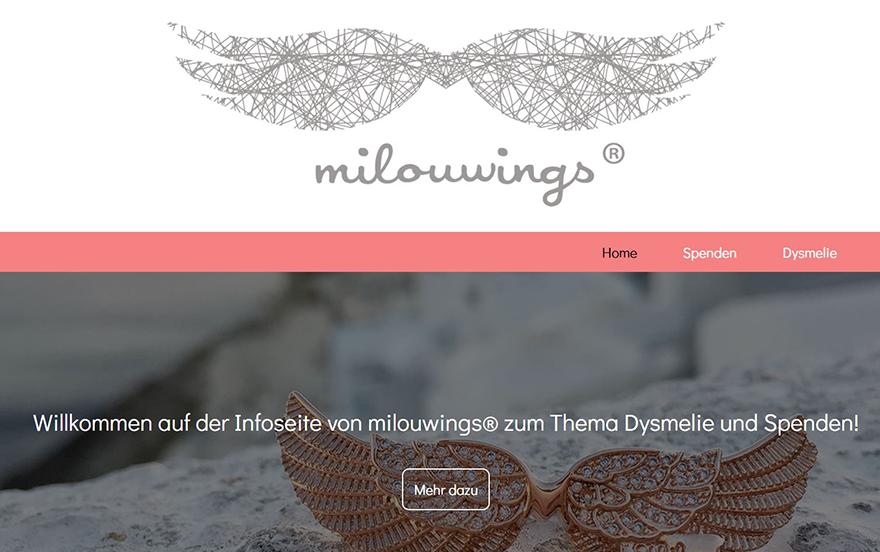 milouwings®
Home Spenden Dysmelie
Willkommen auf der Infoseite von milouwings® zum Thema Dysmelie und Spenden!
Mehr dazu